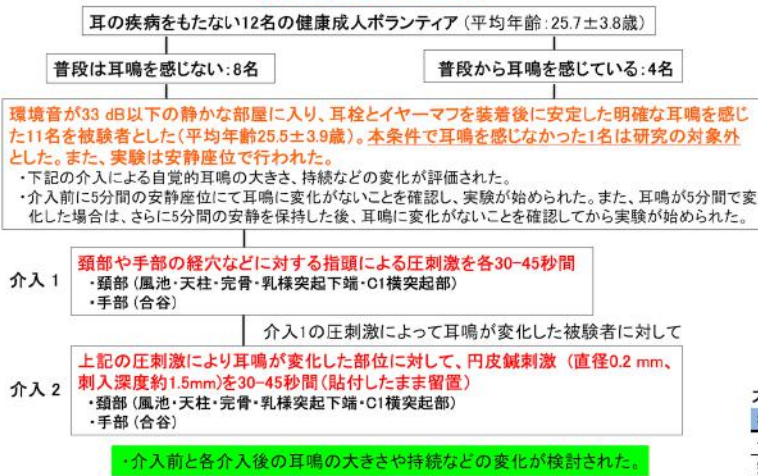 耳の疾病をもたない12名の健康成人ボランティア (平均年齢:25.7±3.8歳)
普段は耳鳴を感じない:8名
普段から耳鳴を感じている:4名
環境音が33 dB以下の静かな部屋に入り、耳栓とイヤーマフを装着後に安定した明確な耳鳴を感じ
た11名を被験者とした(平均年齢25.5±3.9歳)。本条件で耳鳴を感じなかった1名は研究の対象外
とした。また、実験は安静座位で行われた。
・下記の介入による自覚的耳鳴の大きさ、持続などの変化が評価された。
・介入前に5分間の安静座位にて耳鳴に変化がないことを確認し、実験が始められた。また、耳鳴が5分間で変
化した場合は、さらに5分間の安静を保持した後、耳鳴に変化がないことを確認してから実験が始められた。
介入 1
頸部や手部の経穴などに対する指頭による圧刺激を各30-45秒間
・頸部 (風池・天柱・完骨・乳様突起下端・C1横突起部)
・手部 (合谷)
介入1の圧刺激によって耳鳴が変化した被験者に対して
介入 2
上記の圧刺激により耳鳴が変化した部位に対して、円皮鍼刺激 (直径0.2 mm、
刺入深度約1.5mm)を30-45秒間(貼付したまま留置)
・頸部 (風池・天柱・完骨・乳様突起下端・C1横突起部)
・手部 (合谷)
・介入前と各介入後の耳鳴の大きさや持続などの変化が検討された。